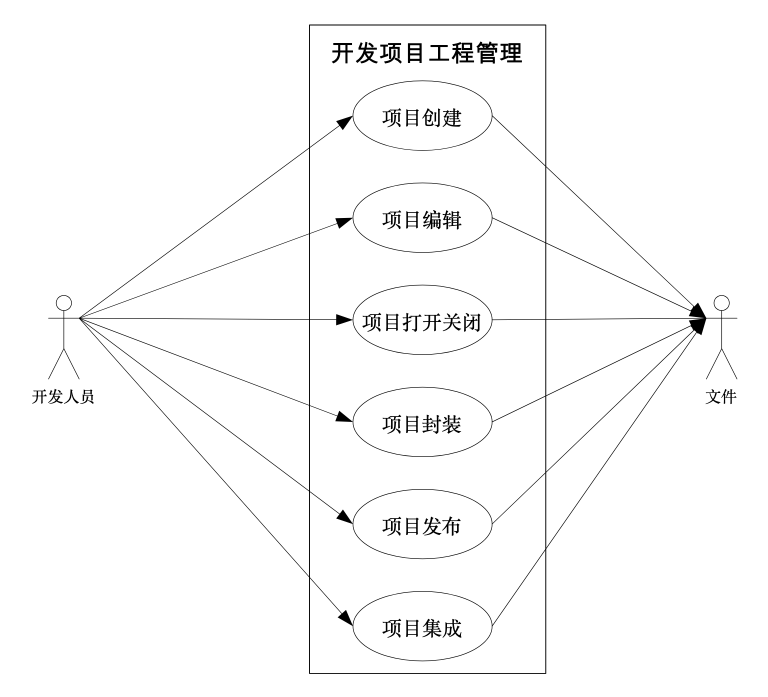 开发项目工程管理
项目创建
项目编辑
项目打开关闭
项目封装
项目发布
项目集成
开发人员
文件